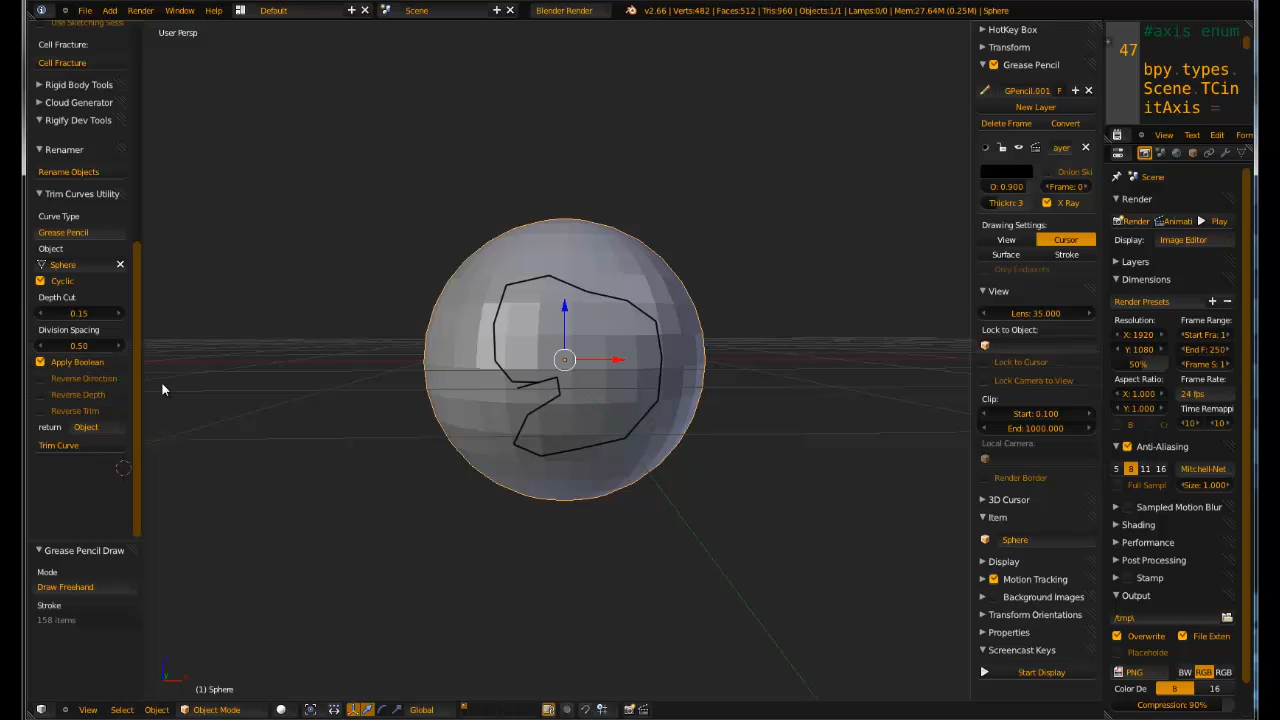 File Add Render Window Help Default Scene Blender Render v2.66 | Verts:482 | Faces:512 | Tris:960 | Objects:1/1 | Lamps:0/0 | Mem:27.64M (0.25M) | Sphere
Cell Fracture:
Cell Fracture
Rigid Body Tools
Cloud Generator
Rigify Dev Tools
Renamer
Rename Objects
Trim Curves Utility
Curve Type
Grease Pencil
Object
Sphere
Cyclic
Depth Cut
0.15
Division Spacing
0.50
Apply Boolean
Reverse Direction
Reverse Depth
Reverse Trim
return Object
Trim Curve
Grease Pencil Draw
Mode
Draw Freehand
Stroke
158 items
User Persp
(1) Sphere
View Select Object Object Mode Global
HotKey Box
Transform
Grease Pencil
GPencil.001 F
New Layer
Delete Frame Convert
ayer
Onion Ski
O: 0.900 Frame: 0
Thickn: 3 X Ray
Drawing Settings:
View Cursor
Surface Stroke
Only Endpoints
View
Lens: 35.000
Lock to Object:
Lock to Cursor
Lock Camera to View
Clip:
Start: 0.100
End: 1000.000
Local Camera:
Render Border
3D Cursor
Item
Sphere
Display
Motion Tracking
Background Images
Transform Orientations
Properties
Screencast Keys
Start Display
#axis enum
47
bpy.types.
Scene.TCin
itAxis =
View Text Edit Form
Scene
Render
Render Animati Play
Display: Image Editor
Layers
Dimensions
Render Presets
Resolution: Frame Range:
X: 1920 Start Fra: 1
Y: 1080 End F: 250
50% Frame S: 1
Aspect Ratio: Frame Rate:
X: 1.000 24 fps
Y: 1.000 Time Remappi
B Cr 10 10
Anti-Aliasing
5 8 11 16 Mitchell-Net
Full Sampl Size: 1.000
Sampled Motion Blur
Shading
Performance
Post Processing
Stamp
Output
/tmp\
Overwrite File Exten
Placeholde
PNG BW RGB RGB
Color De 8 16
Compression: 90%